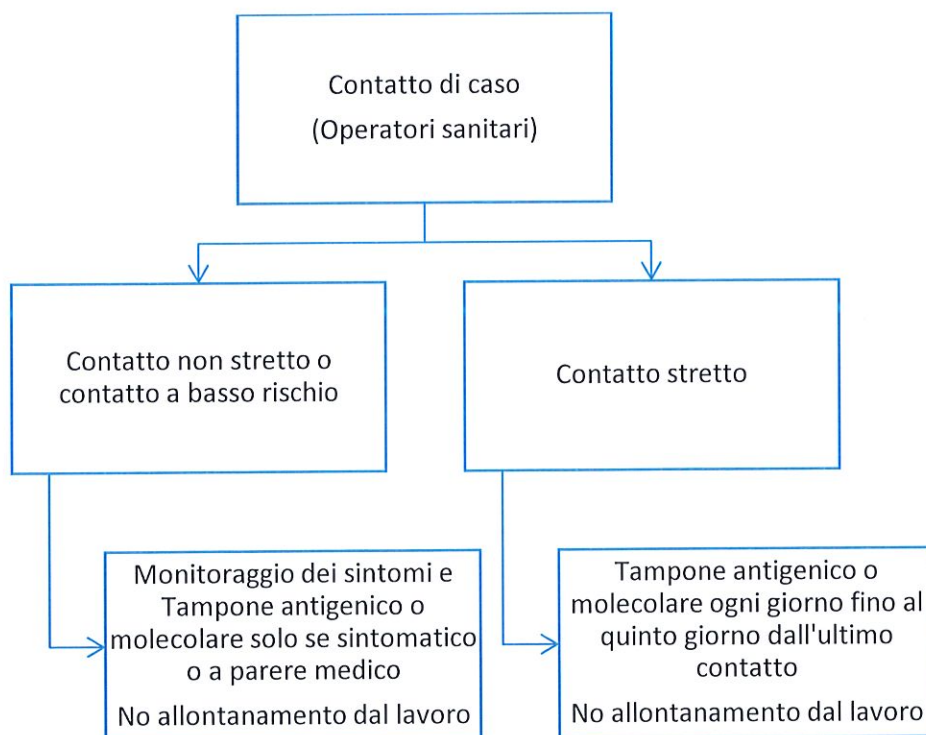 Contatto di caso
(Operatori sanitari)
Contatto non stretto o
contatto a basso rischio
Contatto stretto
Monitoraggio dei sintomi e
Tampone antigenico o
molecolare solo se sintomatico
o a parere medico
No allontanamento dal lavoro
Tampone antigenico o
molecolare ogni giorno fino al
quinto giorno dall'ultimo
contatto
No allontanamento dal lavoro